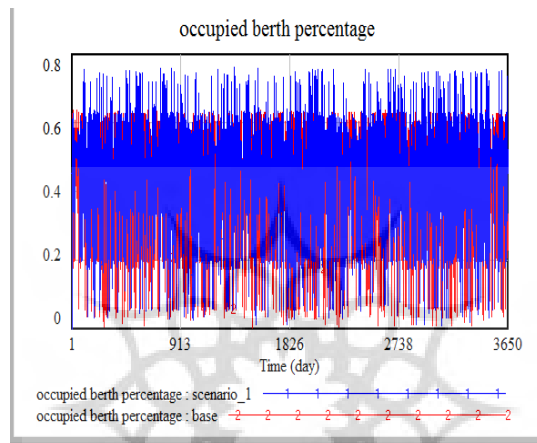 occupied berth percentage
0.8
0.6
0.4
0.2
0
2
1 913 1826 2738 3650
Time (day)
occupied berth percentage : scenario_1 1 1 1 1 1 1 1 1 1
occupied berth percentage : base 2 2 2 2 2 2 2 2 2 2